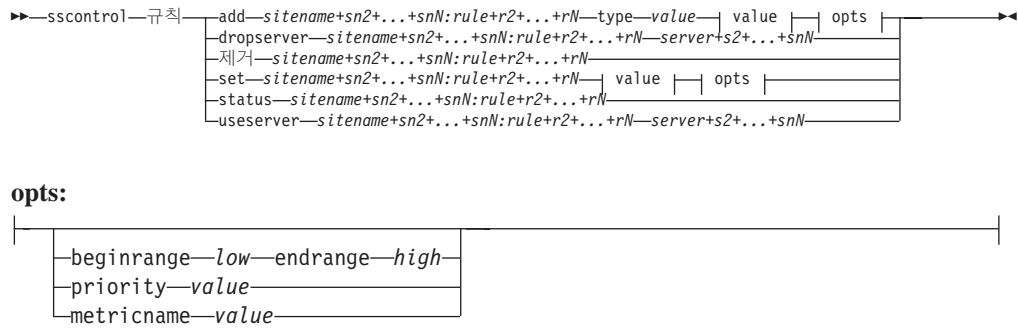 sscontrol 규칙 add sitename+sn2+...+snN:rule+r2+...+rN type value value opts
dropserver sitename+sn2+...+snN:rule+r2+...+rN server+s2+...+snN
제거 sitename+sn2+...+snN:rule+r2+...+rN
set sitename+sn2+...+snN:rule+r2+...+rN value opts
status sitename+sn2+...+snN:rule+r2+...+rN
useserver sitename+sn2+...+snN:rule+r2+...+rN server+s2+...+snN
opts:
beginrange low endrange high
priority value
metricname value